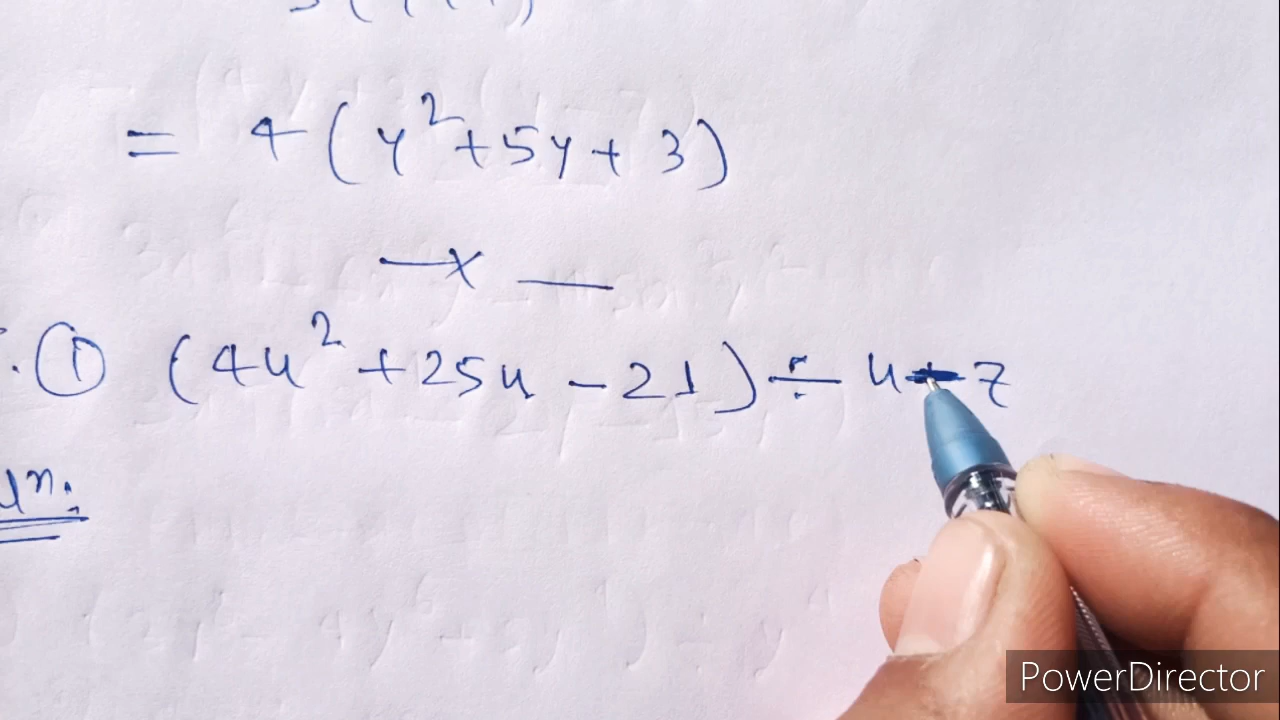 = 4(y²+5y+3)
—x—
① (4u²+25u-21)÷u+7
PowerDirector